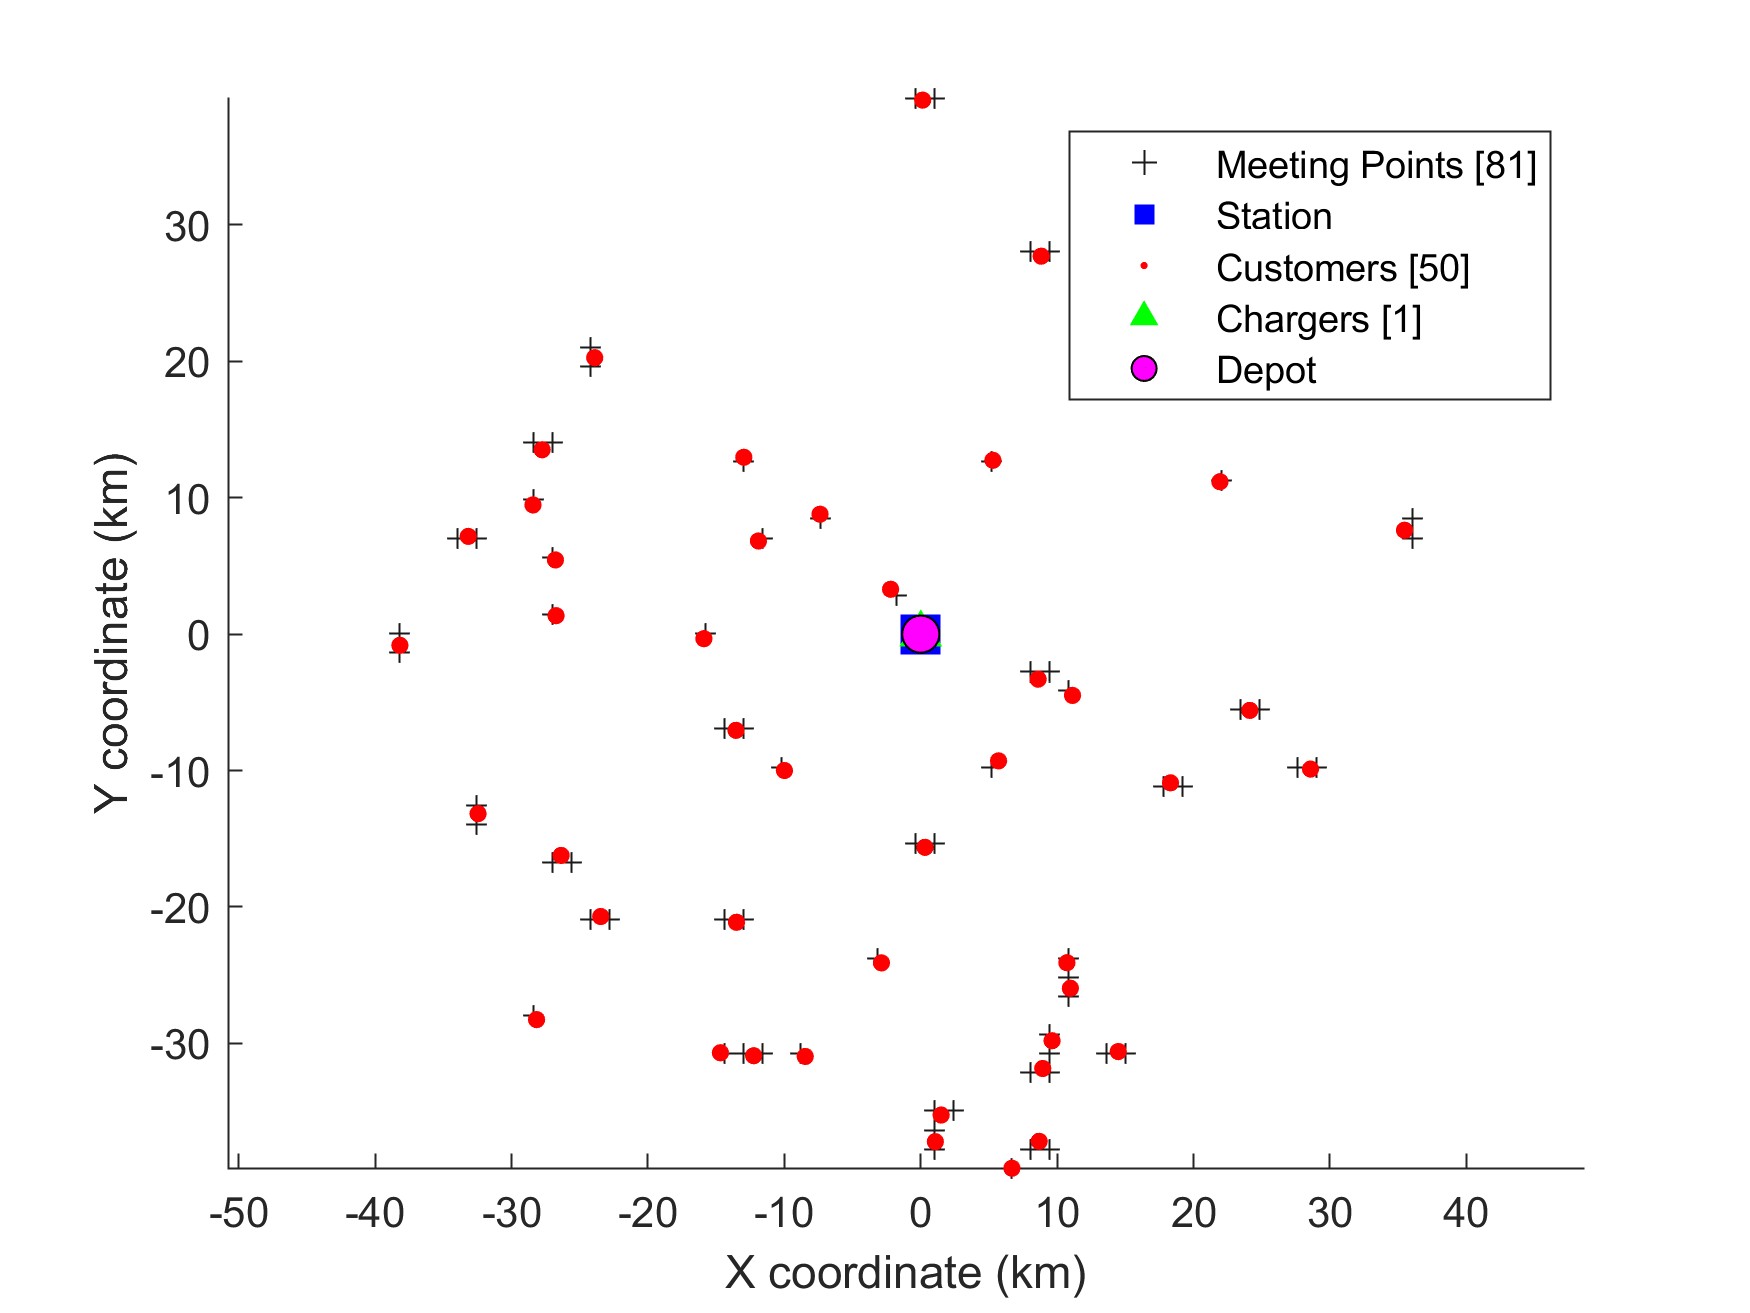 Meeting Points [81]
Station
Customers [50]
Chargers [1]
Depot
30
20
10
0
-10
-20
-30
Y coordinate (km)
-50 -40 -30 -20 -10 0 10 20 30 40
X coordinate (km)